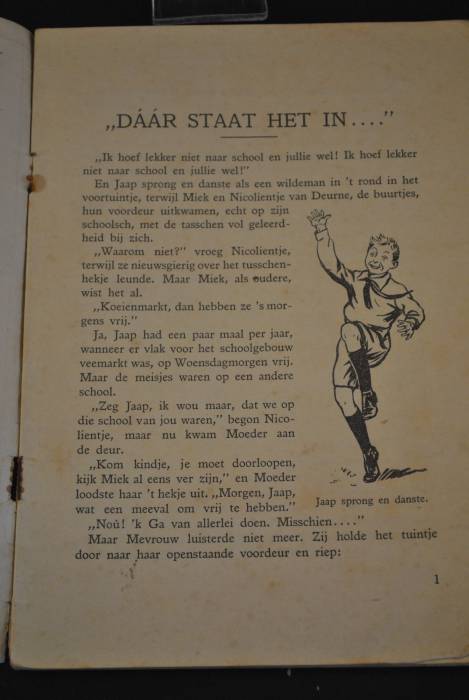 „DÁÁR STAAT HET IN...."
„Ik hoef lekker niet naar school en jullie wel! Ik hoef lekker
niet naar school en jullie wel!"
En Jaap sprong en danste als een wildeman in 't rond in het
voortuintje, terwijl Miek en Nicolientje van Deurne, de buurtjes,
hun voordeur uitkwamen, echt op zijn
schoolsch, met de tasschen vol geleerd-
heid bij zich.
„Waarom niet?" vroeg Nicolientje,
terwijl ze nieuwsgierig over het tusschen-
hekje leunde. Maar Miek, als oudere,
wist het al.
„Koeienmarkt, dan hebben ze 's mor-
gens vrij."
Ja, Jaap had een paar maal per jaar,
wanneer er vlak voor het schoolgebouw
veemarkt was, op Woensdagmorgen vrij.
Maar de meisjes waren op een andere
school.
„Zeg Jaap, ik wou maar, dat we op
die school van jou waren," begon Nico-
lientje, maar nu kwam Moeder aan
de deur.
„Kom kindje, je moet doorloopen,
kijk Miek al eens ver zijn," en Moeder
loodste haar 't hekje uit. „Morgen, Jaap,
wat een meeval om vrij te hebben."
„Noù! 'k Ga van allerlei doen. Misschien...."
Maar Mevrouw luisterde niet meer. Zij holde het tuintje
door naar haar openstaande voordeur en riep:
Jaap sprong en danste.
1